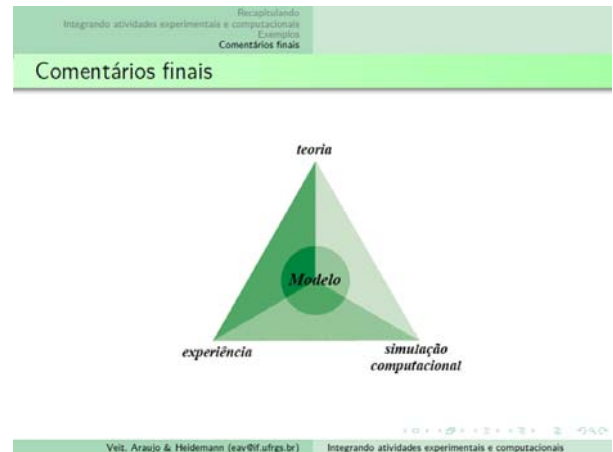 Recapitulando
Integrando atividades experimentais e computacionais
Exemplos
Comentários finais
Comentários finais
teoria
Modelo
experiência
simulação
computacional
Veit, Araujo & Heidemann (eav@if.ufrgs.br)
Integrando atividades experimentais e computacionais